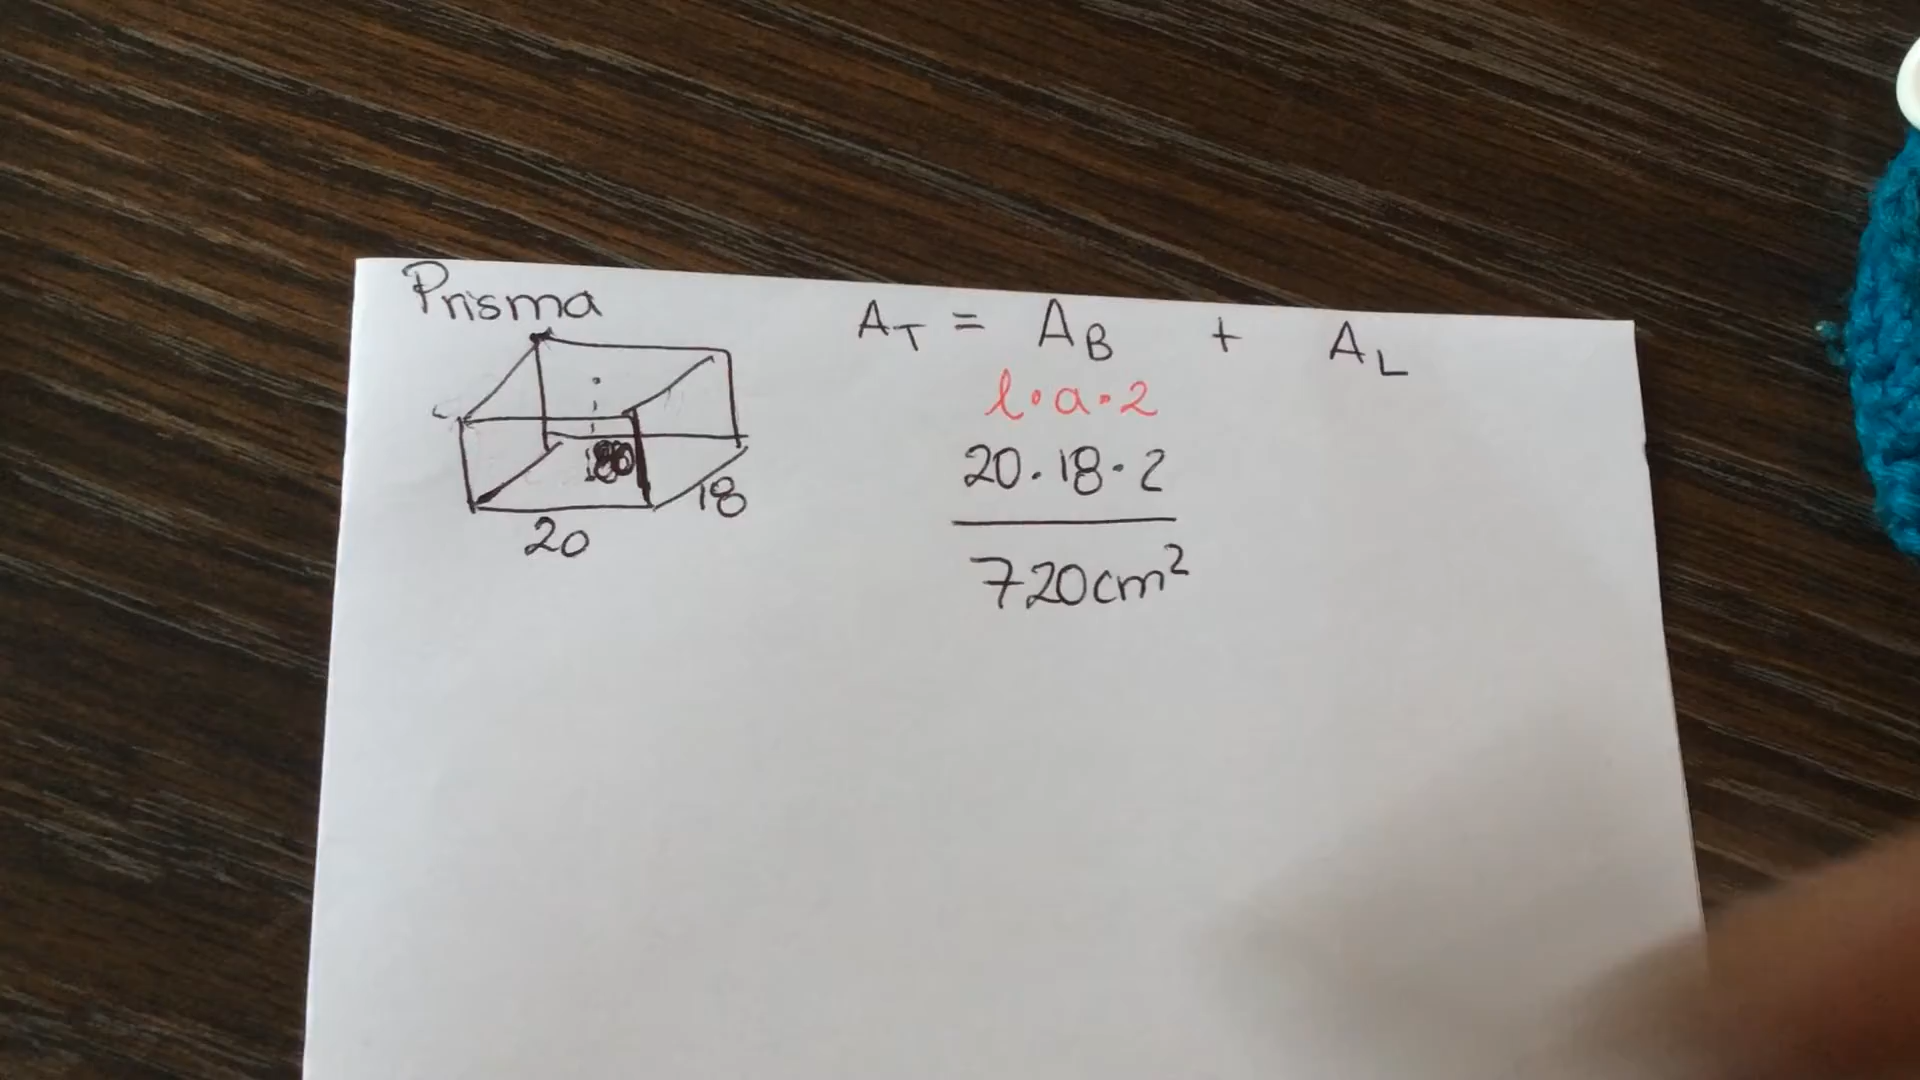 Prisma
A_T = A_B + A_L
l·a·2
20·18·2
720cm²
18
20